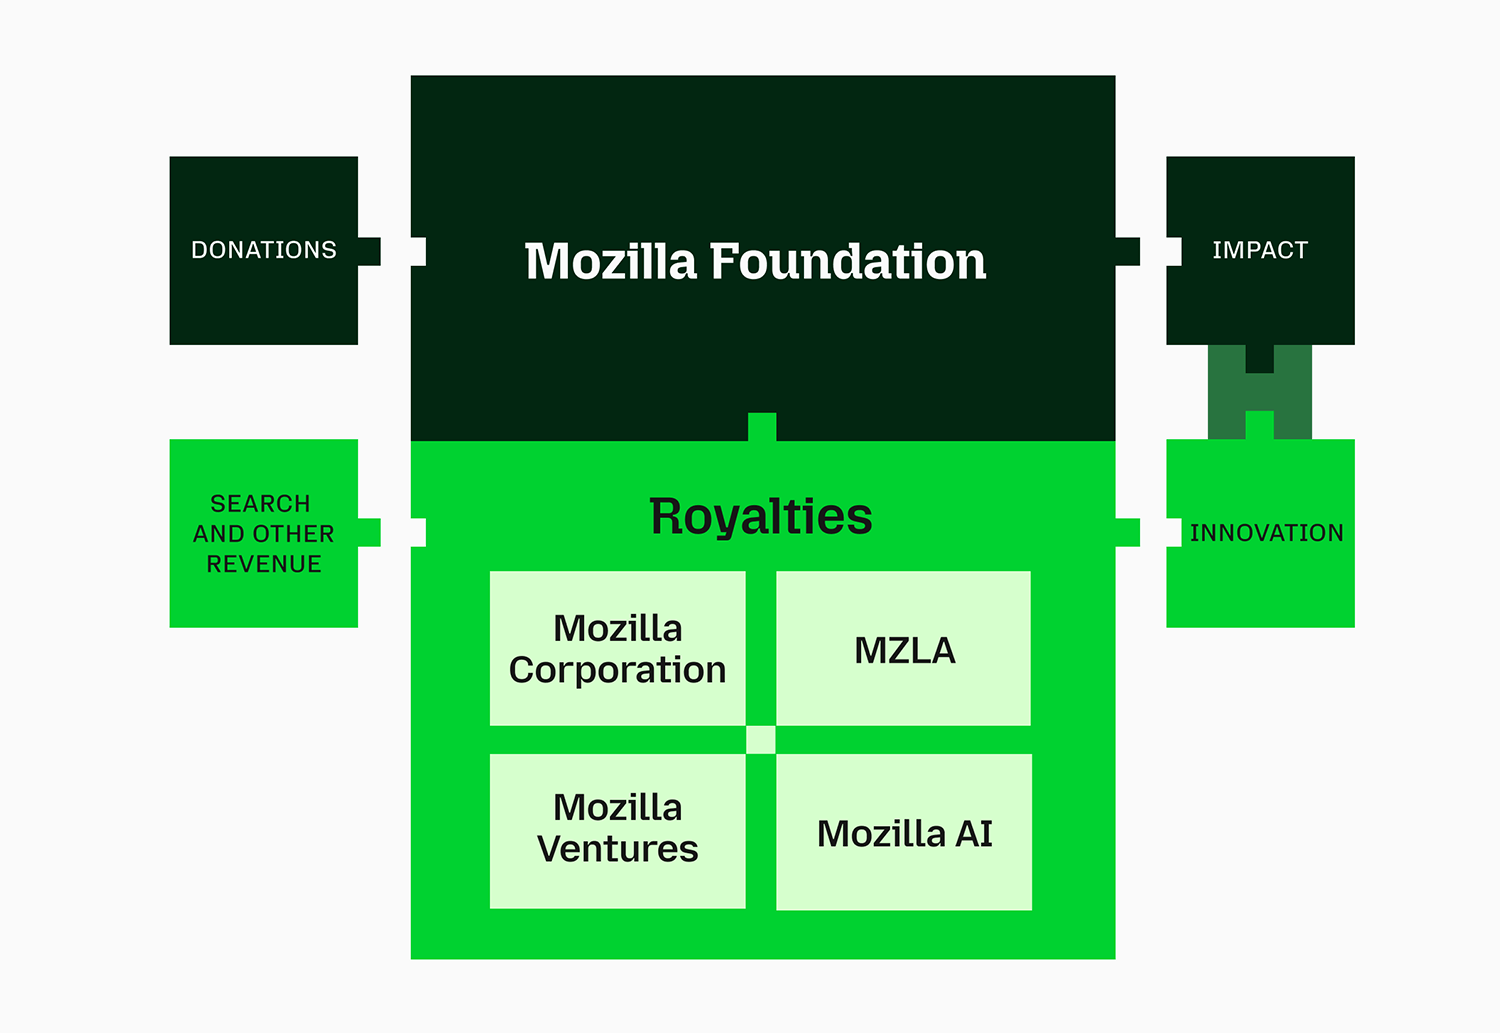 DONATIONS
Mozilla Foundation
IMPACT
SEARCH
AND OTHER
REVENUE
Royalties
INNOVATION
Mozilla
Corporation
MZLA
Mozilla
Ventures
Mozilla AI